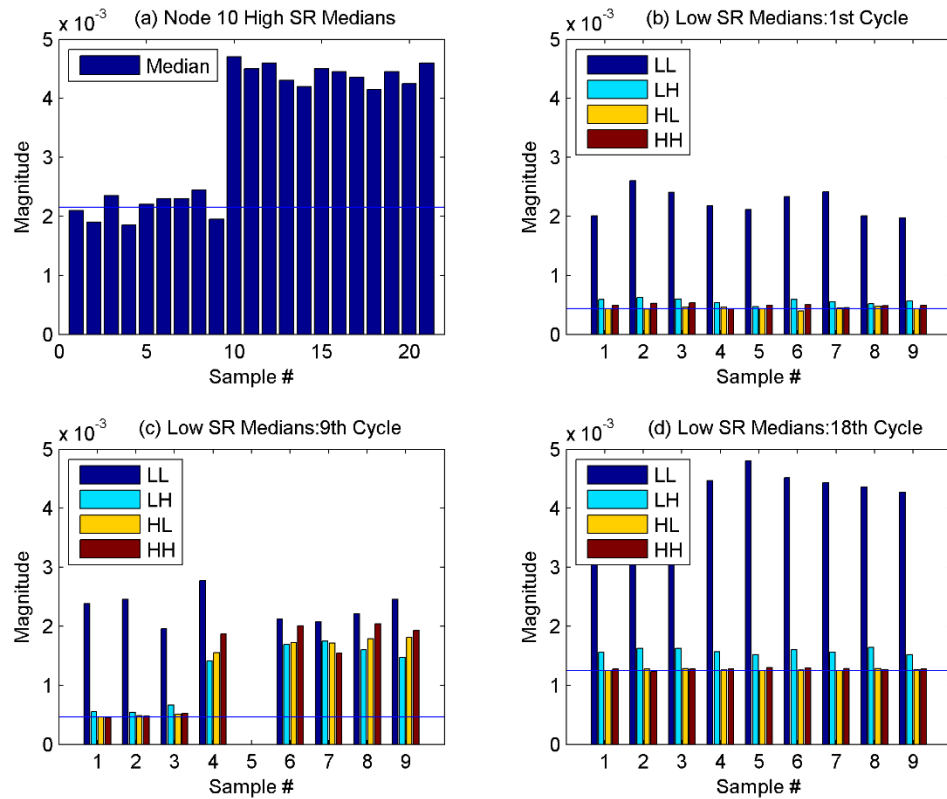 (a) Node 10 High SR Medians
x 10⁻³
5
4
3
2
1
0
Magnitude
Median
0 5 10 15 20
Sample #
(b) Low SR Medians:1st Cycle
x 10⁻³
5
4
3
2
1
0
Magnitude
LL
LH
HL
HH
1 2 3 4 5 6 7 8 9
Sample #
(c) Low SR Medians:9th Cycle
x 10⁻³
5
4
3
2
1
0
Magnitude
LL
LH
HL
HH
1 2 3 4 5 6 7 8 9
Sample #
(d) Low SR Medians:18th Cycle
x 10⁻³
5
4
3
2
1
0
Magnitude
LL
LH
HL
HH
1 2 3 4 5 6 7 8 9
Sample #